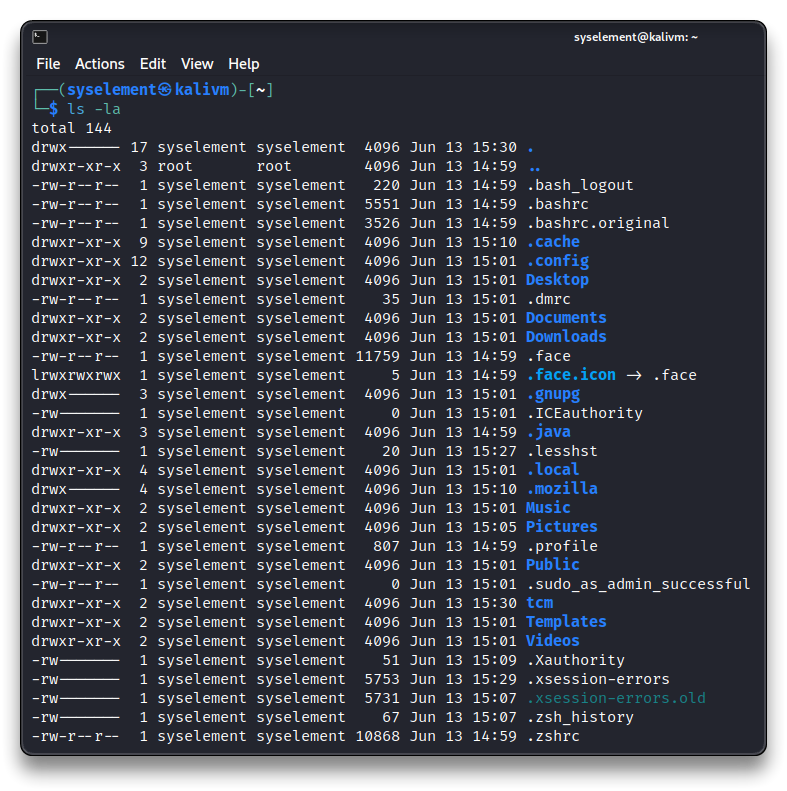 syselement@kalivm: ~
File Actions Edit View Help
┌──(syselement㉿kalivm)-[~]
└─$ ls -la
total 144
drwx------ 17 syselement syselement  4096 Jun 13 15:30 .
drwxr-xr-x  3 root       root        4096 Jun 13 14:59 ..
-rw-r--r--  1 syselement syselement   220 Jun 13 14:59 .bash_logout
-rw-r--r--  1 syselement syselement  5551 Jun 13 14:59 .bashrc
-rw-r--r--  1 syselement syselement  3526 Jun 13 14:59 .bashrc.original
drwxr-xr-x  9 syselement syselement  4096 Jun 13 15:10 .cache
drwxr-xr-x 12 syselement syselement  4096 Jun 13 15:01 .config
drwxr-xr-x  2 syselement syselement  4096 Jun 13 15:01 Desktop
-rw-r--r--  1 syselement syselement    35 Jun 13 15:01 .dmrc
drwxr-xr-x  2 syselement syselement  4096 Jun 13 15:01 Documents
drwxr-xr-x  2 syselement syselement  4096 Jun 13 15:01 Downloads
-rw-r--r--  1 syselement syselement 11759 Jun 13 14:59 .face
lrwxrwxrwx  1 syselement syselement     5 Jun 13 14:59 .face.icon -> .face
drwx------  3 syselement syselement  4096 Jun 13 15:01 .gnupg
-rw-------  1 syselement syselement     0 Jun 13 15:01 .ICEauthority
drwxr-xr-x  3 syselement syselement  4096 Jun 13 14:59 .java
-rw-------  1 syselement syselement    20 Jun 13 15:27 .lesshst
drwxr-xr-x  4 syselement syselement  4096 Jun 13 15:01 .local
drwx------  4 syselement syselement  4096 Jun 13 15:10 .mozilla
drwxr-xr-x  2 syselement syselement  4096 Jun 13 15:01 Music
drwxr-xr-x  2 syselement syselement  4096 Jun 13 15:05 Pictures
-rw-r--r--  1 syselement syselement   807 Jun 13 14:59 .profile
drwxr-xr-x  2 syselement syselement  4096 Jun 13 15:01 Public
-rw-r--r--  1 syselement syselement     0 Jun 13 15:01 .sudo_as_admin_successful
drwxr-xr-x  2 syselement syselement  4096 Jun 13 15:30 tcm
drwxr-xr-x  2 syselement syselement  4096 Jun 13 15:01 Templates
drwxr-xr-x  2 syselement syselement  4096 Jun 13 15:01 Videos
-rw-------  1 syselement syselement    51 Jun 13 15:09 .Xauthority
-rw-------  1 syselement syselement  5753 Jun 13 15:29 .xsession-errors
-rw-------  1 syselement syselement  5731 Jun 13 15:07 .xsession-errors.old
-rw-------  1 syselement syselement    67 Jun 13 15:07 .zsh_history
-rw-r--r--  1 syselement syselement 10868 Jun 13 14:59 .zshrc